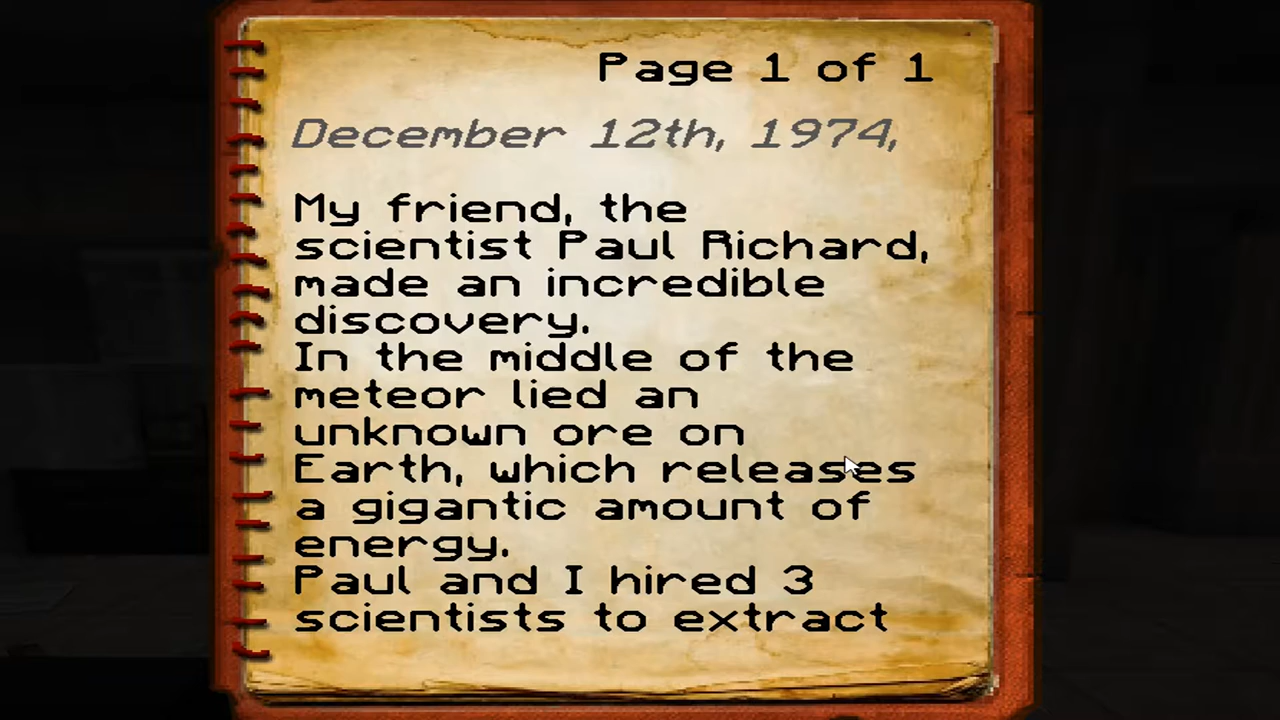 Page 1 of 1
December 12th, 1974,
My friend, the
scientist Paul Richard,
made an incredible
discovery.
In the middle of the
meteor lied an
unknown ore on
Earth, which releases
a gigantic amount of
energy.
Paul and I hired 3
scientists to extract